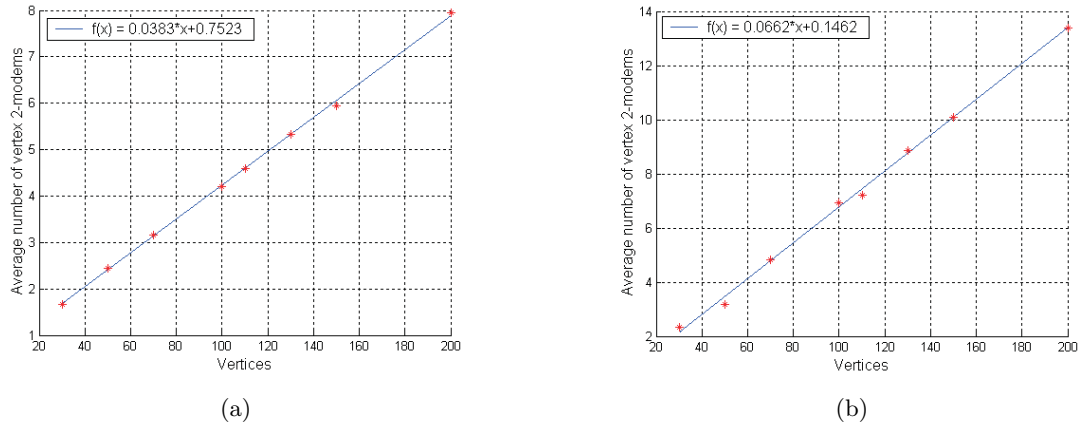 f(x) = 0.0383*x+0.7523
Average number of vertex 2-modems
8
7
6
5
4
3
2
1
20 40 60 80 100 120 140 160 180 200
Vertices
(a)
f(x) = 0.0662*x+0.1462
Average number of vertex 2-modems
14
12
10
8
6
4
2
20 40 60 80 100 120 140 160 180 200
Vertices
(b)